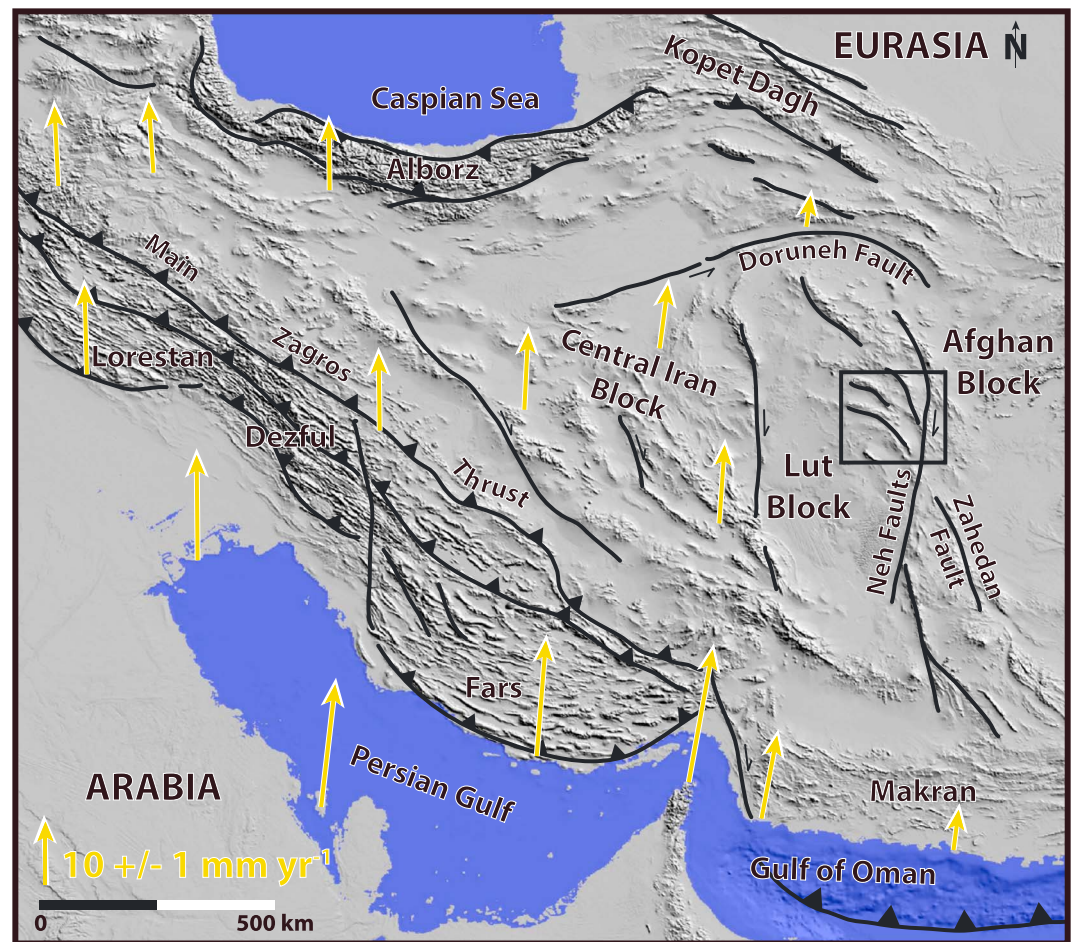 EURASIA N
Kopet Dagh
Caspian Sea
Alborz
Main
Doruneh Fault
Zagros
Lorestan
Central Iran
Block
Afghan
Block
Dezful
Thrust
Lut
Block
Neh Faults
Zahedan
Fault
Fars
Persian Gulf
ARABIA
Makran
10 +/- 1 mm yr-1
Gulf of Oman
0 500 km